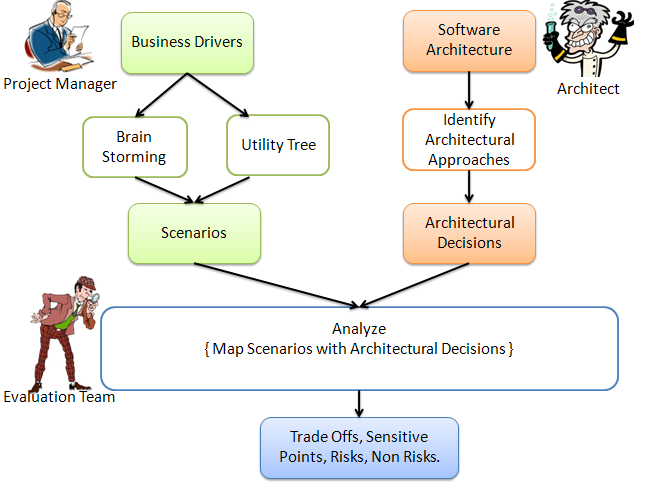 Business Drivers
Software
Architecture
Project Manager
Architect
Brain
Storming
Utility Tree
Identify
Architectural
Approaches
Scenarios
Architectural
Decisions
Analyze
{ Map Scenarios with Architectural Decisions }
Evaluation Team
Trade Offs, Sensitive
Points, Risks, Non Risks.